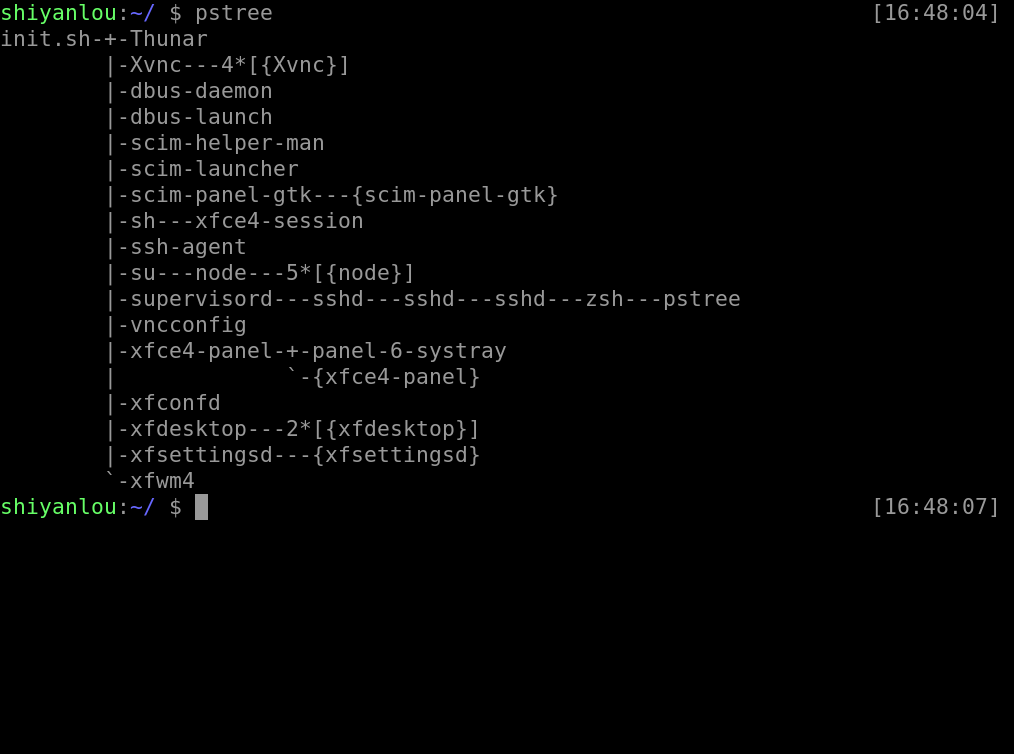 shiyanlou:~/ $ pstree [16:48:04]
init.sh-+-Thunar
        |-Xvnc---4*[{Xvnc}]
        |-dbus-daemon
        |-dbus-launch
        |-scim-helper-man
        |-scim-launcher
        |-scim-panel-gtk---{scim-panel-gtk}
        |-sh---xfce4-session
        |-ssh-agent
        |-su---node---5*[{node}]
        |-supervisord---sshd---sshd---sshd---zsh---pstree
        |-vncconfig
        |-xfce4-panel-+-panel-6-systray
        |             `-{xfce4-panel}
        |-xfconfd
        |-xfdesktop---2*[{xfdesktop}]
        |-xfsettingsd---{xfsettingsd}
        `-xfwm4
shiyanlou:~/ $ [16:48:07]